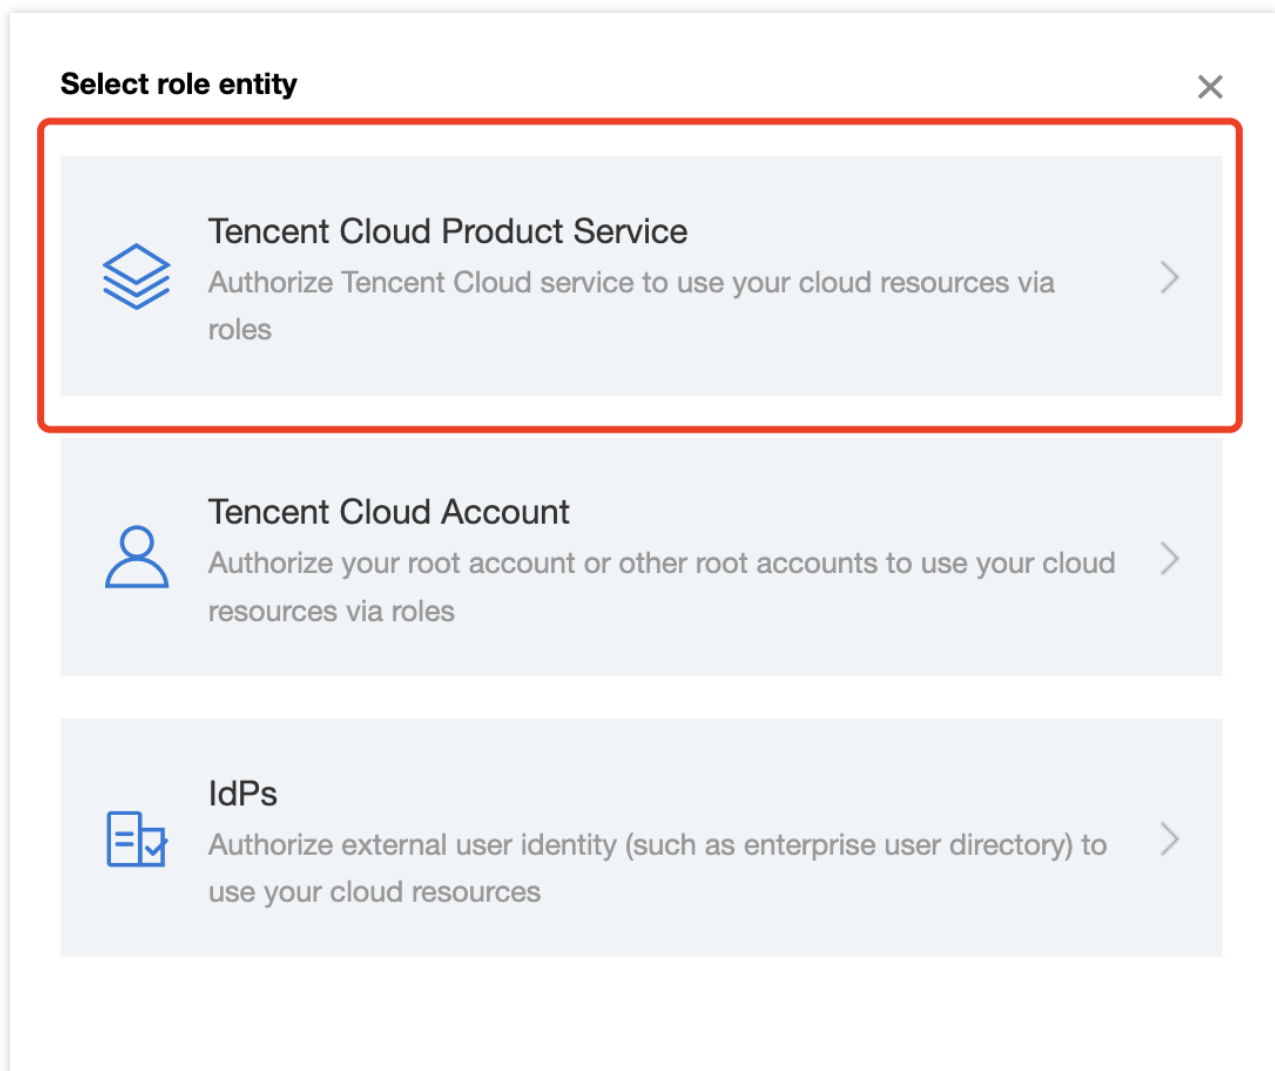 Select role entity
Tencent Cloud Product Service
Authorize Tencent Cloud service to use your cloud resources via
roles
Tencent Cloud Account
Authorize your root account or other root accounts to use your cloud
resources via roles
IdPs
Authorize external user identity (such as enterprise user directory) to
use your cloud resources